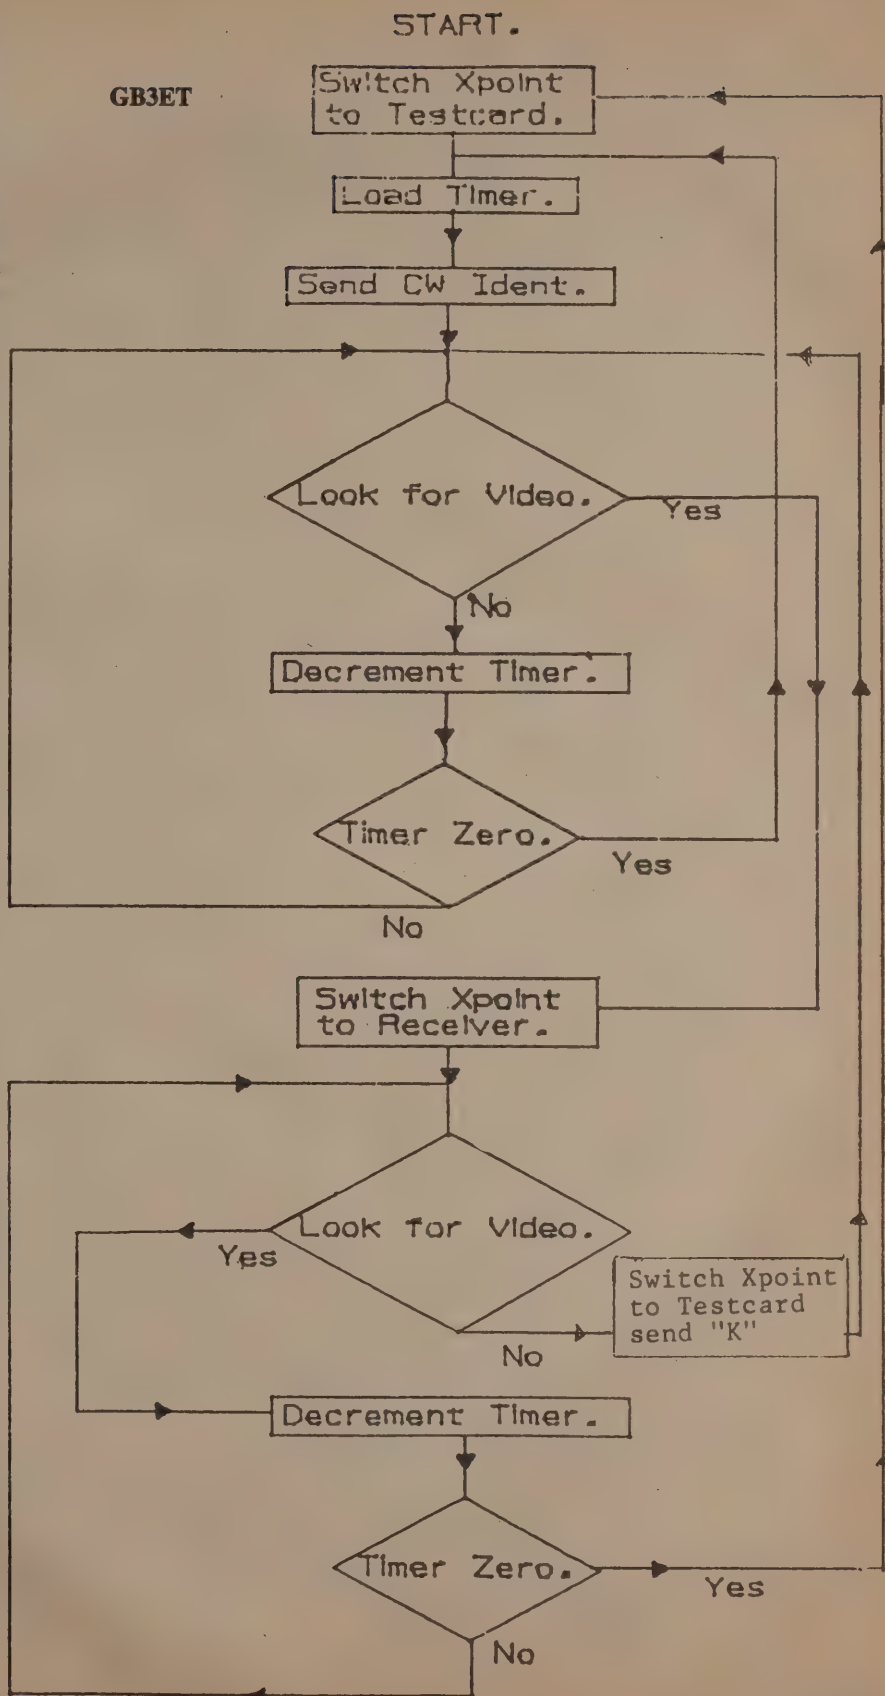 START.
GB3ET
Switch Xpoint
to Testcard.
Load Timer.
Send CW Ident.
Look for Video.
Yes
No
Decrement Timer.
Timer Zero.
Yes
No
Switch Xpoint
to Receiver.
Look for Video.
Yes
Switch Xpoint
to Testcard
send "K"
No
Decrement Timer.
Timer Zero.
Yes
No